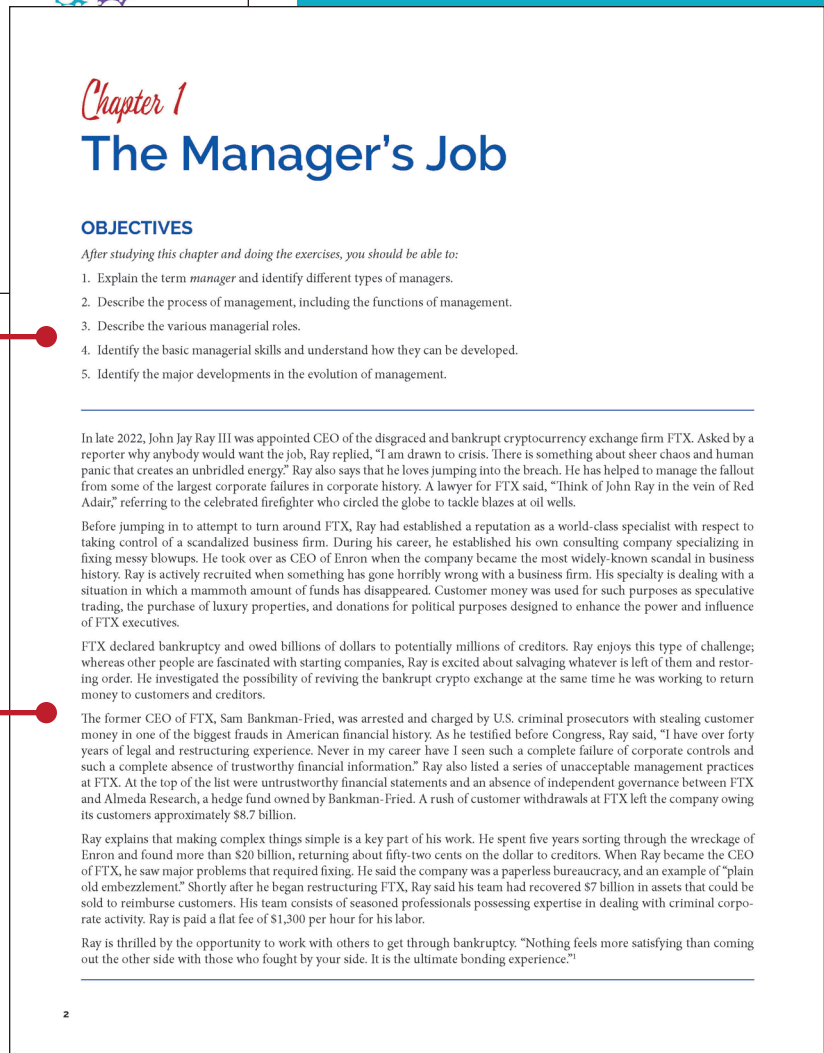 Chapter 1
The Manager's Job
OBJECTIVES
After studying this chapter and doing the exercises, you should be able to:
1. Explain the term manager and identify different types of managers.
2. Describe the process of management, including the functions of management.
3. Describe the various managerial roles.
4. Identify the basic managerial skills and understand how they can be developed.
5. Identify the major developments in the evolution of management.
In late 2022, John Jay Ray III was appointed CEO of the disgraced and bankrupt cryptocurrency exchange firm FTX. Asked by a
reporter why anybody would want the job, Ray replied, "I am drawn to crisis. There is something about sheer chaos and human
panic that creates an unbridled energy." Ray also says that he loves jumping into the breach. He has helped to manage the fallout
from some of the largest corporate failures in corporate history. A lawyer for FTX said, "Think of John Ray in the vein of Red
Adair," referring to the celebrated firefighter who circled the globe to tackle blazes at oil wells.
Before jumping in to attempt to turn around FTX, Ray had established a reputation as a world-class specialist with respect to
taking control of a scandalized business firm. During his career, he established his own consulting company specializing in
fixing messy blowups. He took over as CEO of Enron when the company became the most widely-known scandal in business
history. Ray is actively recruited when something has gone horribly wrong with a business firm. His specialty is dealing with a
situation in which a mammoth amount of funds has disappeared. Customer money was used for such purposes as speculative
trading, the purchase of luxury properties, and donations for political purposes designed to enhance the power and influence
of FTX executives.
FTX declared bankruptcy and owed billions of dollars to potentially millions of creditors. Ray enjoys this type of challenge;
whereas other people are fascinated with starting companies, Ray is excited about salvaging whatever is left of them and restor-
ing order. He investigated the possibility of reviving the bankrupt crypto exchange at the same time he was working to return
money to customers and creditors.
The former CEO of FTX, Sam Bankman-Fried, was arrested and charged by U.S. criminal prosecutors with stealing customer
money in one of the biggest frauds in American financial history. As he testified before Congress, Ray said, "I have over forty
years of legal and restructuring experience. Never in my career have I seen such a complete failure of corporate controls and
such a complete absence of trustworthy financial information." Ray also listed a series of unacceptable management practices
at FTX. At the top of the list were untrustworthy financial statements and an absence of independent governance between FTX
and Almeda Research, a hedge fund owned by Bankman-Fried. A rush of customer withdrawals at FTX left the company owing
its customers approximately $8.7 billion.
Ray explains that making complex things simple is a key part of his work. He spent five years sorting through the wreckage of
Enron and found more than $20 billion, returning about fifty-two cents on the dollar to creditors. When Ray became the CEO
of FTX, he saw major problems that required fixing. He said the company was a paperless bureaucracy, and an example of "plain
old embezzlement." Shortly after he began restructuring FTX, Ray said his team had recovered $7 billion in assets that could be
sold to reimburse customers. His team consists of seasoned professionals possessing expertise in dealing with criminal corpo-
rate activity. Ray is paid a flat fee of $1,300 per hour for his labor.
Ray is thrilled by the opportunity to work with others to get through bankruptcy. "Nothing feels more satisfying than coming
out the other side with those who fought by your side. It is the ultimate bonding experience."1
2